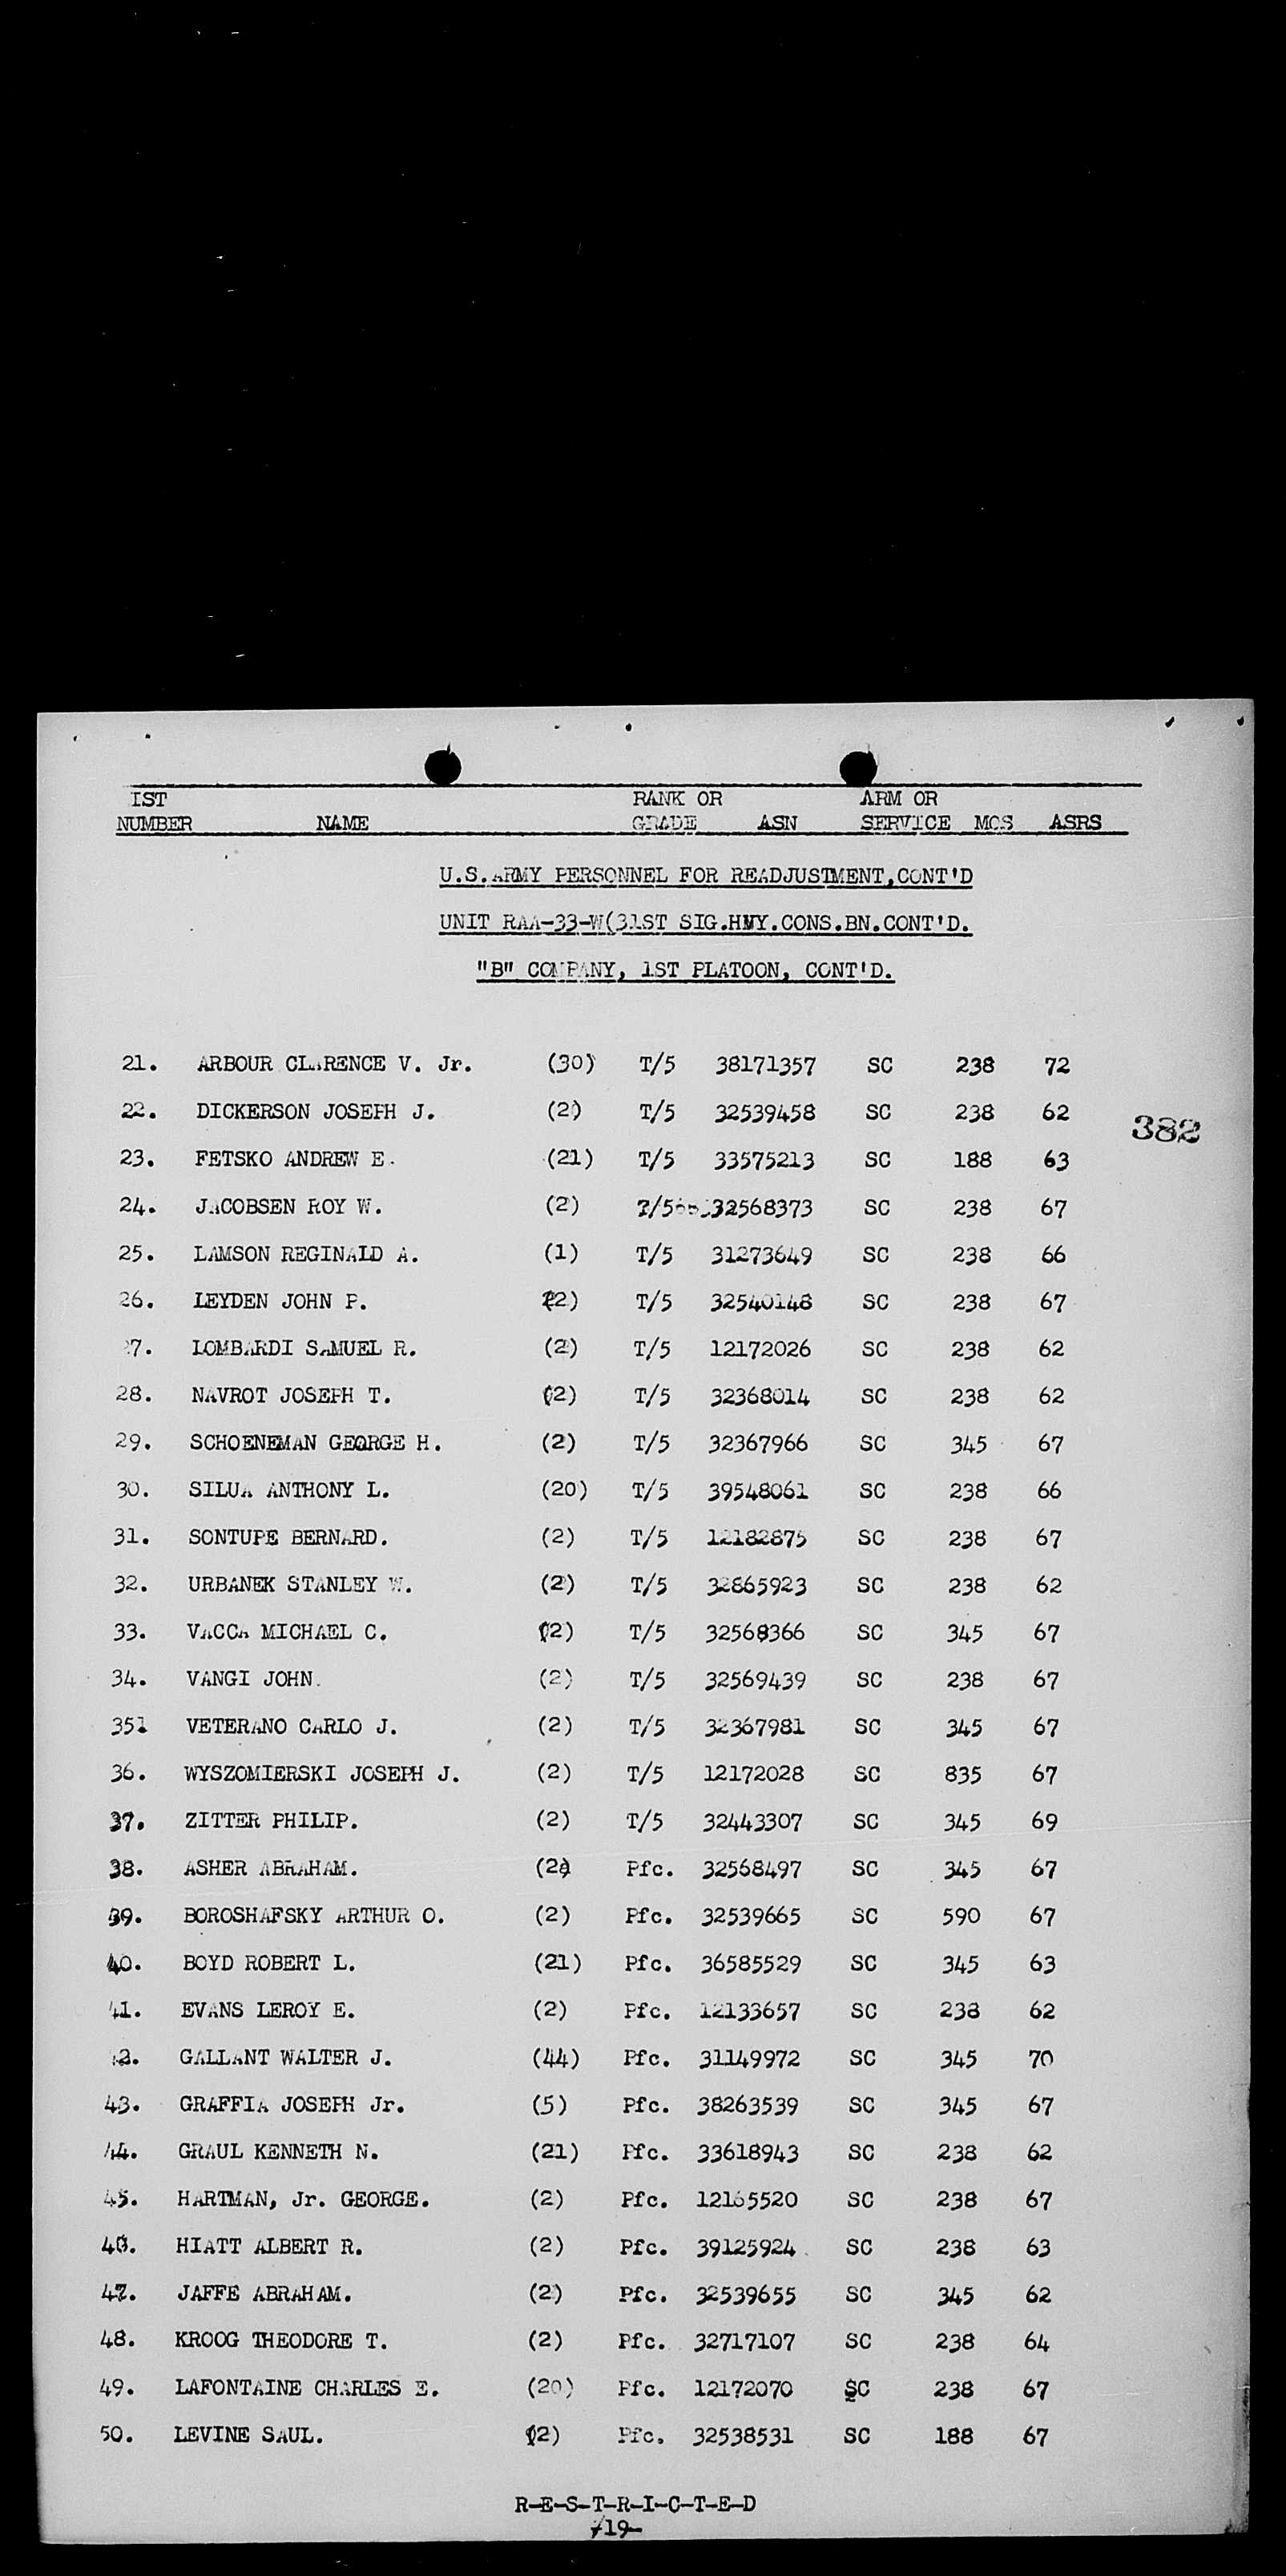 IST RANK OR ARM OR
NUMBER NAME GRADE ASN SERVICE MOS ASRS
U.S.ARMY PERSONNEL FOR READJUSTMENT,CONT'D
UNIT RAA-33-W(31ST SIG.HVY.CONS.BN.CONT'D.
"B" COMPANY, 1ST PLATOON, CONT'D.
21. ARBOUR CLARENCE V. Jr. (30) T/5 38171357 SC 238 72
22. DICKERSON JOSEPH J. (2) T/5 32539458 SC 238 62
382
23. FETSKO ANDREW E. (21) T/5 33575213 SC 188 63
24. JACOBSEN ROY W. (2) T/5 32568373 SC 238 67
25. LAMSON REGINALD A. (1) T/5 31273649 SC 238 66
26. LEYDEN JOHN P. (2) T/5 32540148 SC 238 67
27. LOMBARDI SAMUEL R. (2) T/5 12172026 SC 238 62
28. NAVROT JOSEPH T. (2) T/5 32368014 SC 238 62
29. SCHOENEMAN GEORGE H. (2) T/5 32367966 SC 345 67
30. SILUA ANTHONY L. (20) T/5 39548061 SC 238 66
31. SONTUPE BERNARD. (2) T/5 12182875 SC 238 67
32. URBANEK STANLEY W. (2) T/5 32865923 SC 238 62
33. VACCA MICHAEL C. (2) T/5 32568366 SC 345 67
34. VANGI JOHN. (2) T/5 32569439 SC 238 67
351 VETERANO CARLO J. (2) T/5 32367981 SC 345 67
36. WYSZOMIERSKI JOSEPH J. (2) T/5 12172028 SC 835 67
37. ZITTER PHILIP. (2) T/5 32443307 SC 345 69
38. ASHER ABRAHAM. (2) Pfc. 32568497 SC 345 67
39. BOROSHAFSKY ARTHUR O. (2) Pfc. 32539665 SC 590 67
40. BOYD ROBERT L. (21) Pfc. 36585529 SC 345 63
41. EVANS LEROY E. (2) Pfc. 12133657 SC 238 62
42. GALLANT WALTER J. (44) Pfc. 31149972 SC 345 70
43. GRAFFIA JOSEPH Jr. (5) Pfc. 38263539 SC 345 67
44. GRAUL KENNETH N. (21) Pfc. 33618943 SC 238 62
45. HARTMAN, Jr. GEORGE. (2) Pfc. 12165520 SC 238 67
46. HIATT ALBERT R. (2) Pfc. 39125924 SC 238 63
47. JAFFE ABRAHAM. (2) Pfc. 32539655 SC 345 62
48. KROOG THEODORE T. (2) Pfc. 32717107 SC 238 64
49. LAFONTAINE CHARLES E. (20) Pfc. 12172070 SC 238 67
50. LEVINE SAUL. (2) Pfc. 32538531 SC 188 67
R-E-S-T-R-I-C-T-E-D
-19-